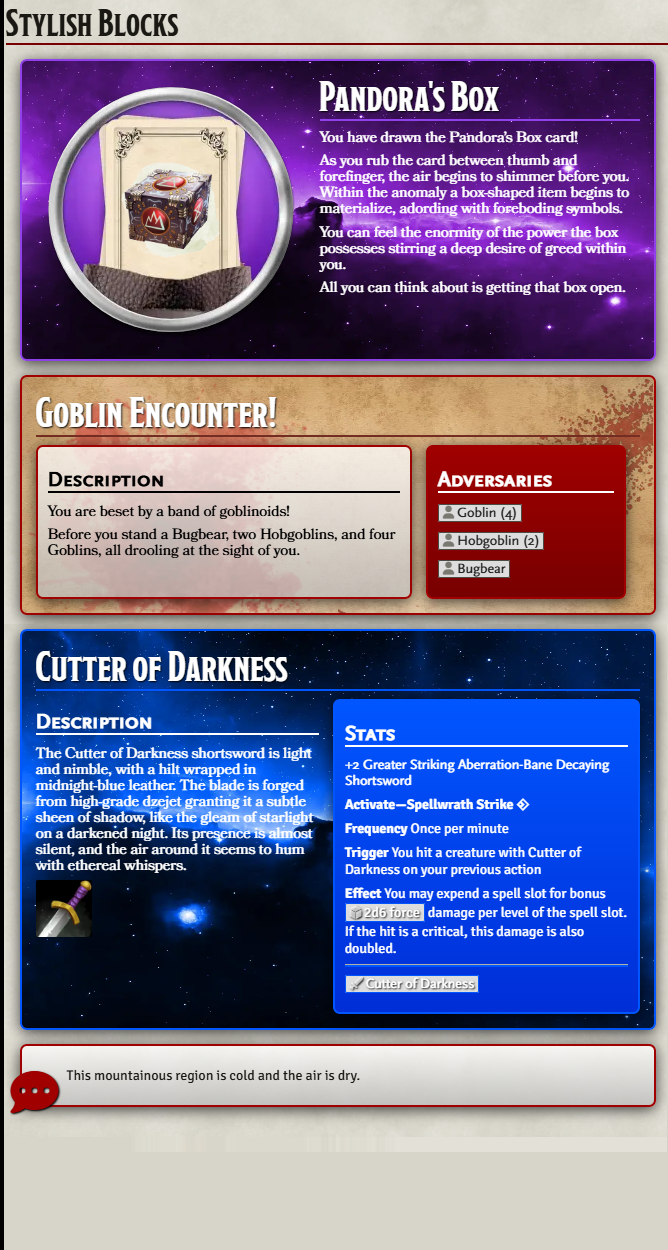 Stylish Blocks
Pandora's Box
You have drawn the Pandora's Box card!
As you rub the card between thumb and
forefinger, the air begins to shimmer before you.
Within the anomaly a box-shaped item begins to
materialize, adording with foreboding symbols.
You can feel the enormity of the power the box
possesses stirring a deep desire of greed within
you.
All you can think about is getting that box open.
Goblin Encounter!
Description
You are beset by a band of goblinoids!
Before you stand a Bugbear, two Hobgoblins, and four
Goblins, all drooling at the sight of you.
Adversaries
Goblin (4)
Hobgoblin (2)
Bugbear
Cutter of Darkness
Description
The Cutter of Darkness shortsword is light
and nimble, with a hilt wrapped in
midnight-blue leather. The blade is forged
from high-grade dzejet granting it a subtle
sheen of shadow, like the gleam of starlight
on a darkened night. Its presence is almost
silent, and the air around it seems to hum
with ethereal whispers.
Stats
+2 Greater Striking Aberration-Bane Decaying
Shortsword
Activate—Spellwrath Strike
Frequency Once per minute
Trigger You hit a creature with Cutter of
Darkness on your previous action
Effect You may expend a spell slot for bonus
2d6 force damage per level of the spell slot.
If the hit is a critical, this damage is also
doubled.
Cutter of Darkness
This mountainous region is cold and the air is dry.